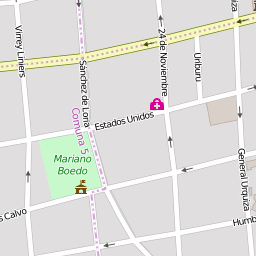 Virrey Liniers
Sánchez de Loria
24 de Noviembre
Uriburu
Estados Unidos
Comuna 5
Mariano
Boedo
General Urquiza
s Calvo
Humb